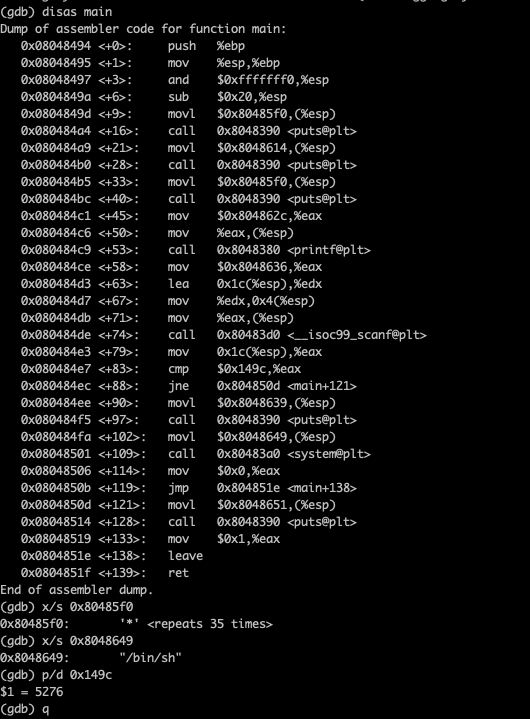 (gdb) disas main
Dump of assembler code for function main:
   0x08048494 <+0>:     push   %ebp
   0x08048495 <+1>:     mov    %esp,%ebp
   0x08048497 <+3>:     and    $0xfffffff0,%esp
   0x0804849a <+6>:     sub    $0x20,%esp
   0x0804849d <+9>:     movl   $0x80485f0,(%esp)
   0x080484a4 <+16>:    call   0x8048390 <puts@plt>
   0x080484a9 <+21>:    movl   $0x8048614,(%esp)
   0x080484b0 <+28>:    call   0x8048390 <puts@plt>
   0x080484b5 <+33>:    movl   $0x80485f0,(%esp)
   0x080484bc <+40>:    call   0x8048390 <puts@plt>
   0x080484c1 <+45>:    mov    $0x804862c,%eax
   0x080484c6 <+50>:    mov    %eax,(%esp)
   0x080484c9 <+53>:    call   0x8048380 <printf@plt>
   0x080484ce <+58>:    mov    $0x8048636,%eax
   0x080484d3 <+63>:    lea    0x1c(%esp),%edx
   0x080484d7 <+67>:    mov    %edx,0x4(%esp)
   0x080484db <+71>:    mov    %eax,(%esp)
   0x080484de <+74>:    call   0x80483d0 <__isoc99_scanf@plt>
   0x080484e3 <+79>:    mov    0x1c(%esp),%eax
   0x080484e7 <+83>:    cmp    $0x149c,%eax
   0x080484ec <+88>:    jne    0x804850d <main+121>
   0x080484ee <+90>:    movl   $0x8048639,(%esp)
   0x080484f5 <+97>:    call   0x8048390 <puts@plt>
   0x080484fa <+102>:   movl   $0x8048649,(%esp)
   0x08048501 <+109>:   call   0x80483a0 <system@plt>
   0x08048506 <+114>:   mov    $0x0,%eax
   0x0804850b <+119>:   jmp    0x804851e <main+138>
   0x0804850d <+121>:   movl   $0x8048651,(%esp)
   0x08048514 <+128>:   call   0x8048390 <puts@plt>
   0x08048519 <+133>:   mov    $0x1,%eax
   0x0804851e <+138>:   leave
   0x0804851f <+139>:   ret
End of assembler dump.
(gdb) x/s 0x80485f0
0x80485f0:       '*' <repeats 35 times>
(gdb) x/s 0x8048649
0x8048649:       "/bin/sh"
(gdb) p/d 0x149c
$1 = 5276
(gdb) q